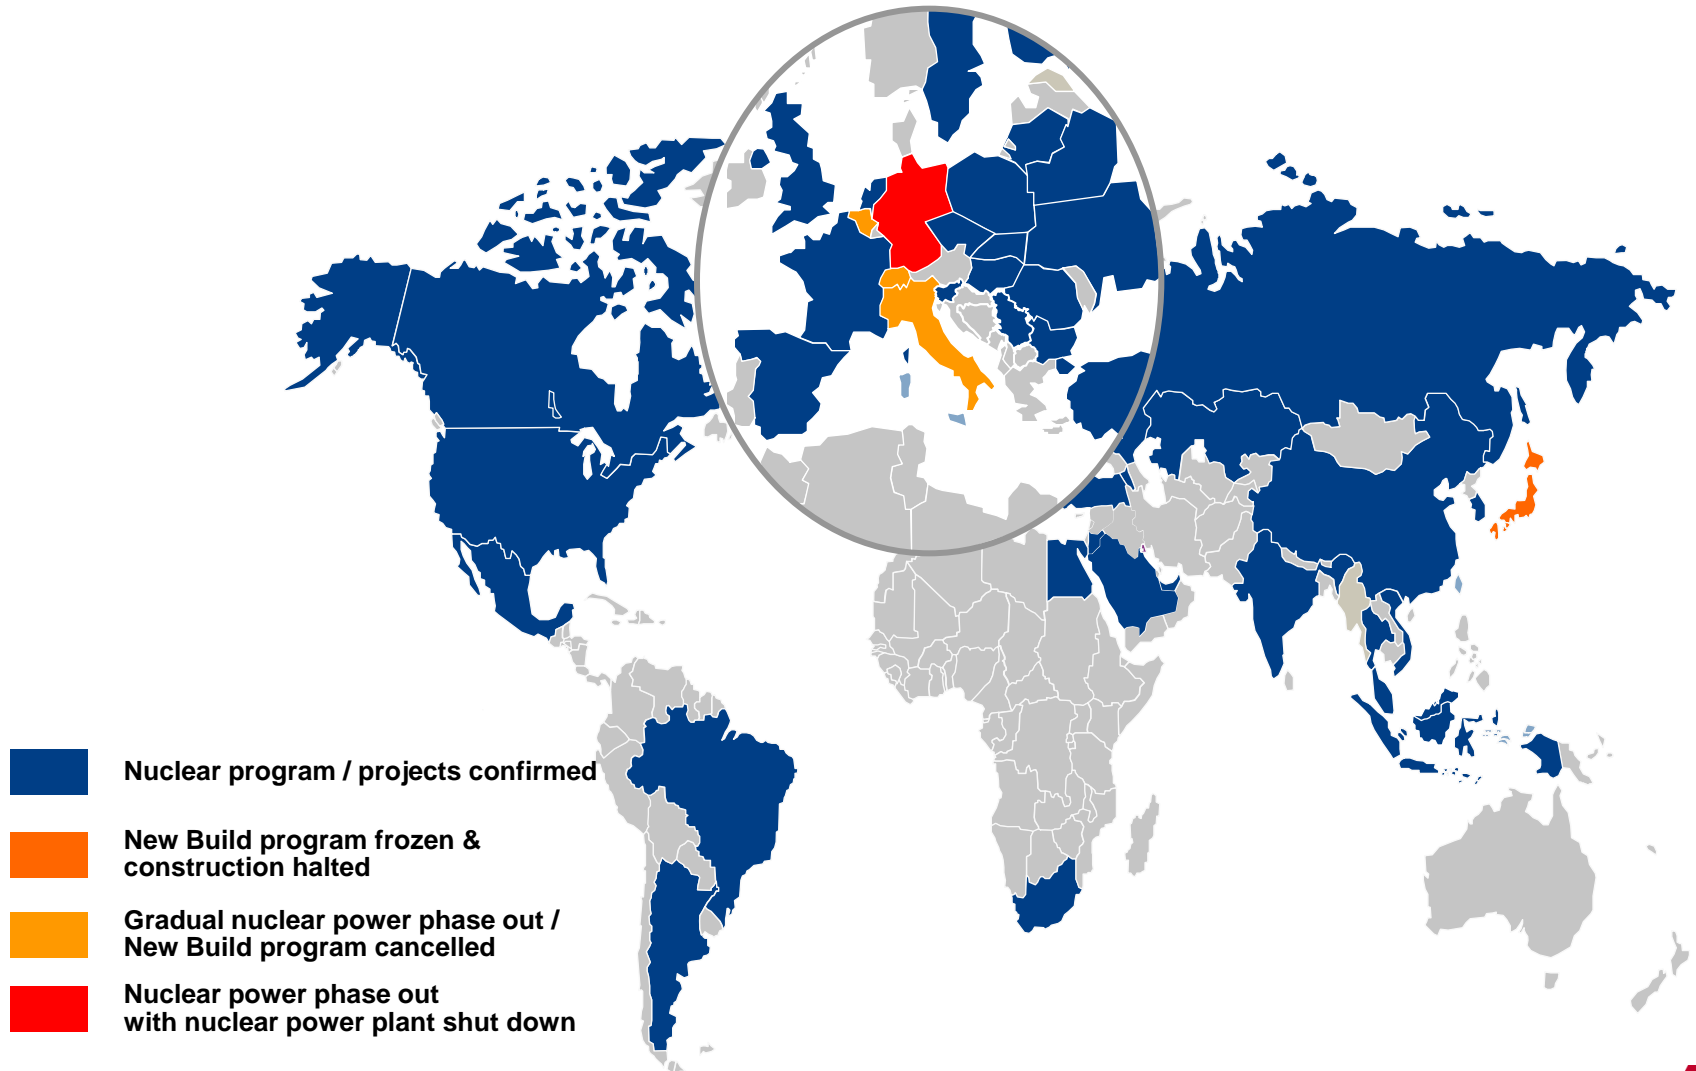 Nuclear program / projects confirmed
New Build program frozen &
construction halted
Gradual nuclear power phase out /
New Build program cancelled
Nuclear power phase out
with nuclear power plant shut down